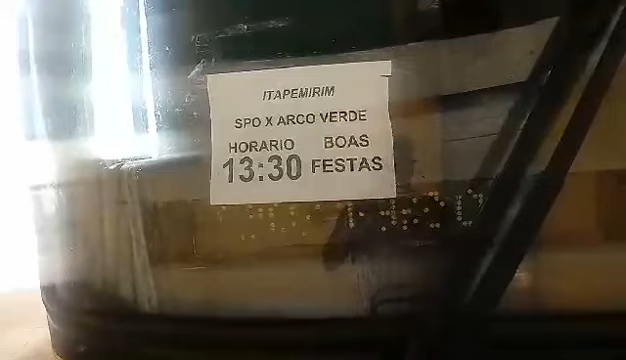 ITAPEMIRIM
SPO X ARCO VERDE
HORARIO BOAS
13:30 FESTAS